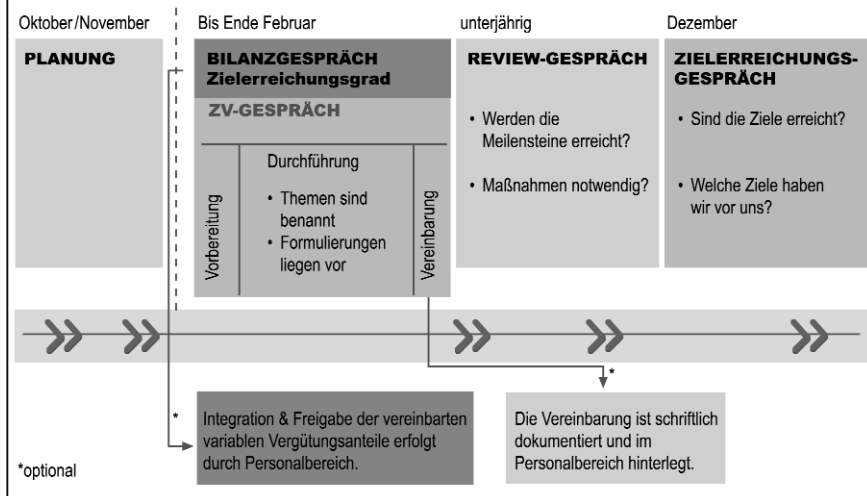 Oktober/November
PLANUNG
Bis Ende Februar
BILANZGESPRÄCH
Zielerreichungsgrad
ZV-GESPRÄCH
Vorbereitung
Durchführung
• Themen sind
benannt
• Formulierungen
liegen vor
Vereinbarung
unterjährig
REVIEW-GESPRÄCH
• Werden die
Meilensteine erreicht?
• Maßnahmen notwendig?
Dezember
ZIELERREICHUNGS-
GESPRÄCH
• Sind die Ziele erreicht?
• Welche Ziele haben
wir vor uns?
*
Integration & Freigabe der vereinbarten
variablen Vergütungsanteile erfolgt
durch Personalbereich.
*
Die Vereinbarung ist schriftlich
dokumentiert und im
Personalbereich hinterlegt.
*optional